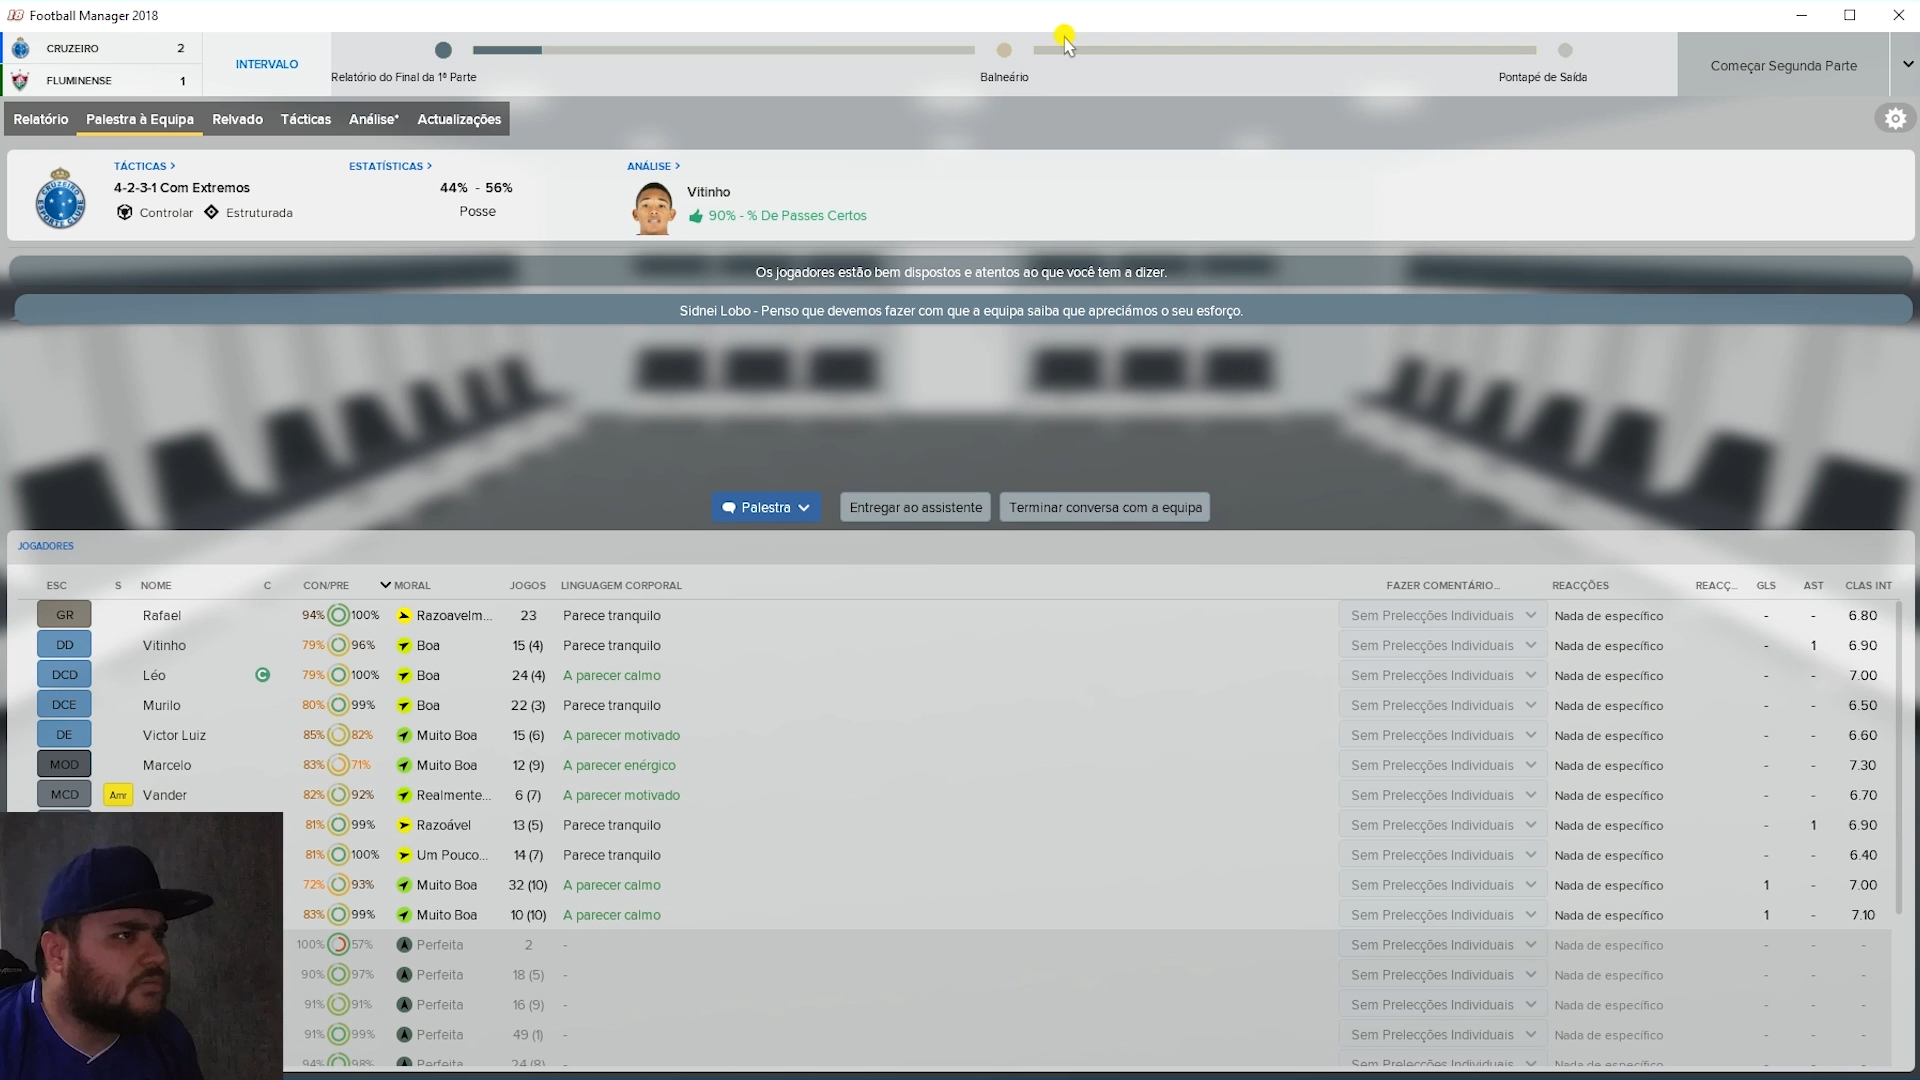 Football Manager 2018
CRUZEIRO 2
FLUMINENSE 1
INTERVALO
Relatório do Final da 1ª Parte
Balneário
Pontapé de Saída
Começar Segunda Parte
Relatório Palestra à Equipa Relvado Tácticas Análise* Actualizações
TÁCTICAS >
4-2-3-1 Com Extremos
Controlar Estruturada
ESTATÍSTICAS >
44% - 56%
Posse
ANÁLISE >
Vitinho
90% - % De Passes Certos
Os jogadores estão bem dispostos e atentos ao que você tem a dizer.
Sidnei Lobo - Penso que devemos fazer com que a equipa saiba que apreciámos o seu esforço.
Palestra Entregar ao assistente Terminar conversa com a equipa
JOGADORES
ESC S NOME C CON/PRE MORAL JOGOS LINGUAGEM CORPORAL FAZER COMENTÁRIO... REACÇÕES REACÇ... GLS AST CLAS INT
GR Rafael 94% 100% Razoavelm... 23 Parece tranquilo Sem Prelecções Individuais Nada de específico - - 6.80
DD Vitinho 79% 96% Boa 15 (4) Parece tranquilo Sem Prelecções Individuais Nada de específico - 1 6.90
DCD Léo C 79% 100% Boa 24 (4) A parecer calmo Sem Prelecções Individuais Nada de específico - - 7.00
DCE Murilo 80% 99% Boa 22 (3) Parece tranquilo Sem Prelecções Individuais Nada de específico - - 6.50
DE Victor Luiz 85% 82% Muito Boa 15 (6) A parecer motivado Sem Prelecções Individuais Nada de específico - - 6.60
MOD Marcelo 83% 71% Muito Boa 12 (9) A parecer enérgico Sem Prelecções Individuais Nada de específico - - 7.30
MCD Amr Vander 82% 92% Realmente... 6 (7) A parecer motivado Sem Prelecções Individuais Nada de específico - - 6.70
81% 99% Razoável 13 (5) Parece tranquilo Sem Prelecções Individuais Nada de específico - 1 6.90
81% 100% Um Pouco... 14 (7) Parece tranquilo Sem Prelecções Individuais Nada de específico - - 6.40
72% 93% Muito Boa 32 (10) A parecer calmo Sem Prelecções Individuais Nada de específico 1 - 7.00
83% 99% Muito Boa 10 (10) A parecer calmo Sem Prelecções Individuais Nada de específico 1 - 7.10
100% 57% Perfeita 2 - Sem Prelecções Individuais Nada de específico - - -
90% 97% Perfeita 18 (5) - Sem Prelecções Individuais Nada de específico - - -
91% 91% Perfeita 16 (9) - Sem Prelecções Individuais Nada de específico - - -
91% 99% Perfeita 49 (1) - Sem Prelecções Individuais Nada de específico - - -
94% 98% Perfeita 24 (8) - Sem Prelecções Individuais Nada de específico - - -